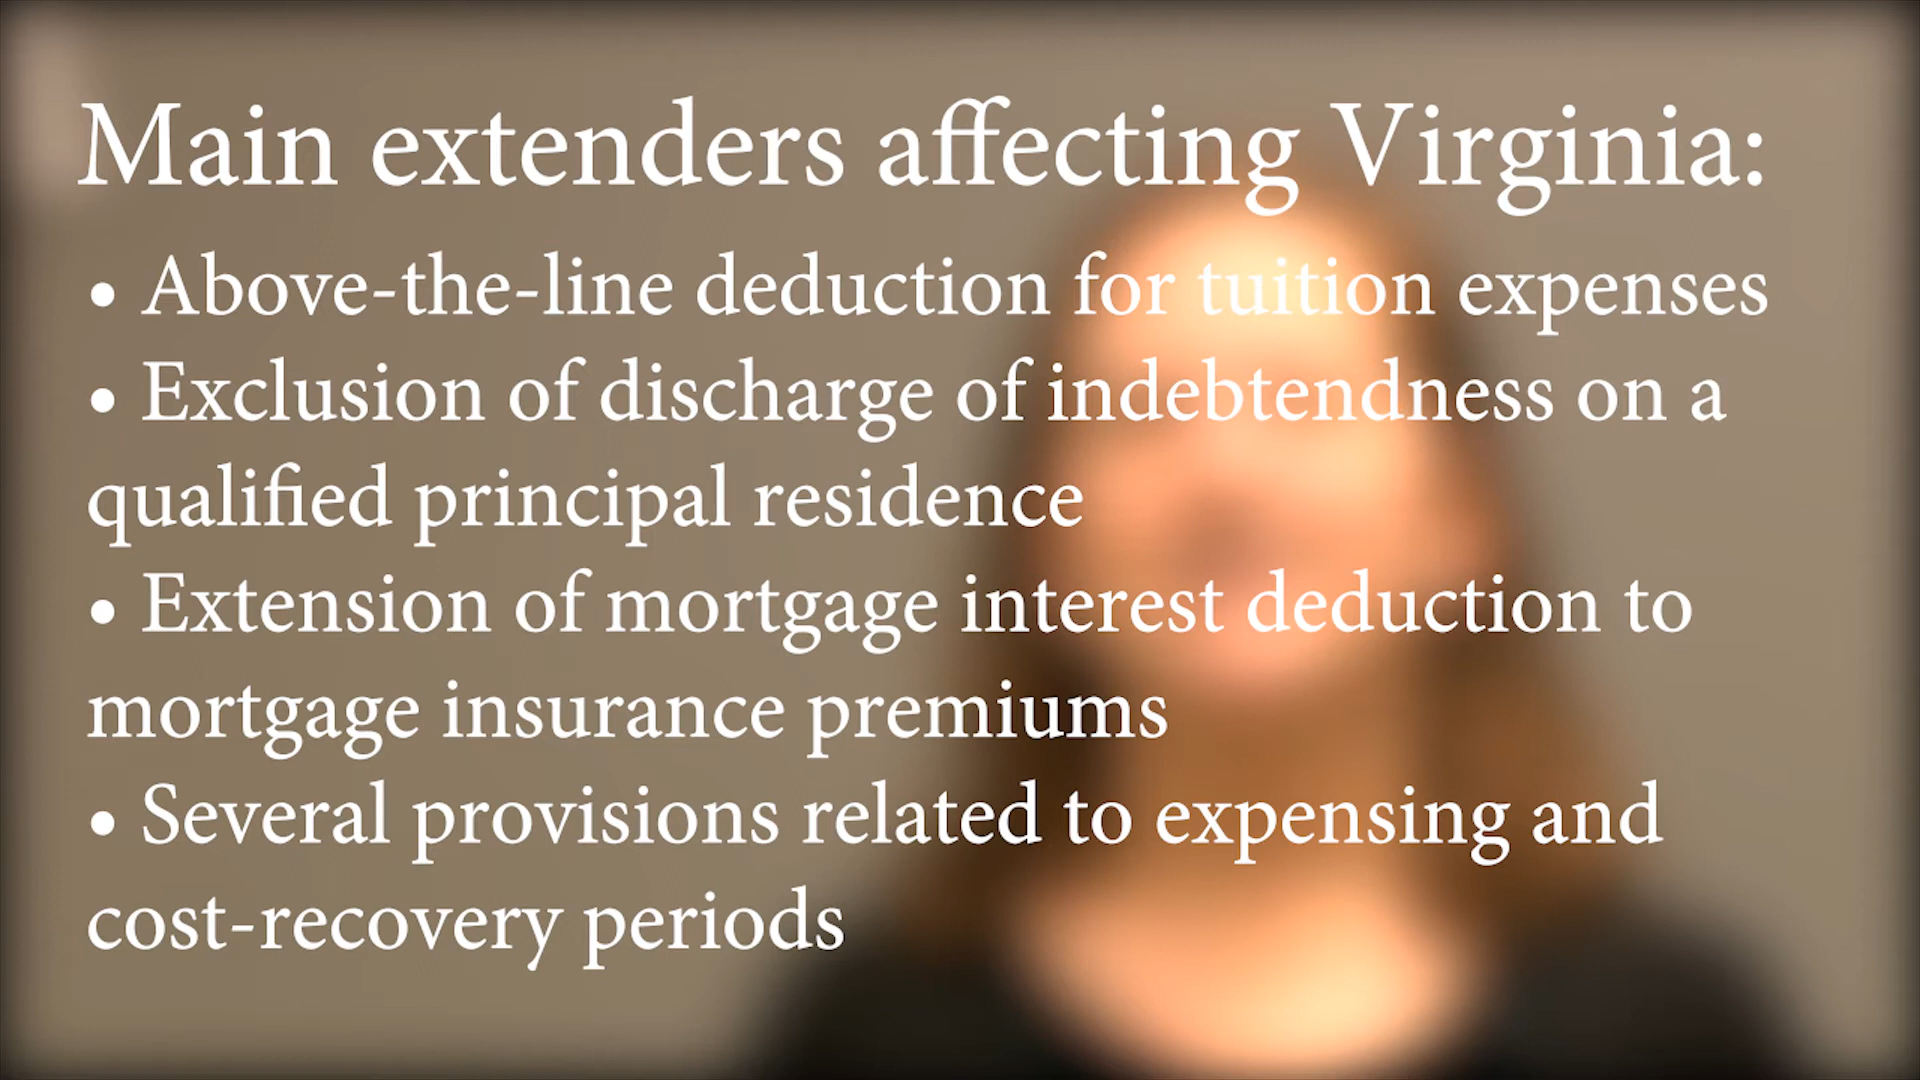 Main extenders affecting Virginia:
• Above-the-line deduction for tuition expenses
• Exclusion of discharge of indebtendness on a
qualified principal residence
• Extension of mortgage interest deduction to
mortgage insurance premiums
• Several provisions related to expensing and
cost-recovery periods